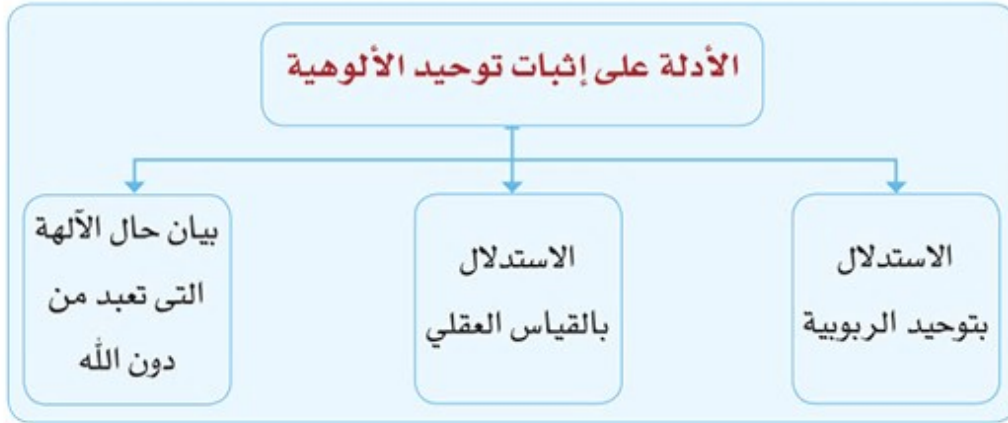 الأدلة على إثبات توحيد الألوهية
الاستدلال
بتوحيد الربوبية
الاستدلال
بالقياس العقلي
بيان حال الآلهة
التى تعبد من
دون الله